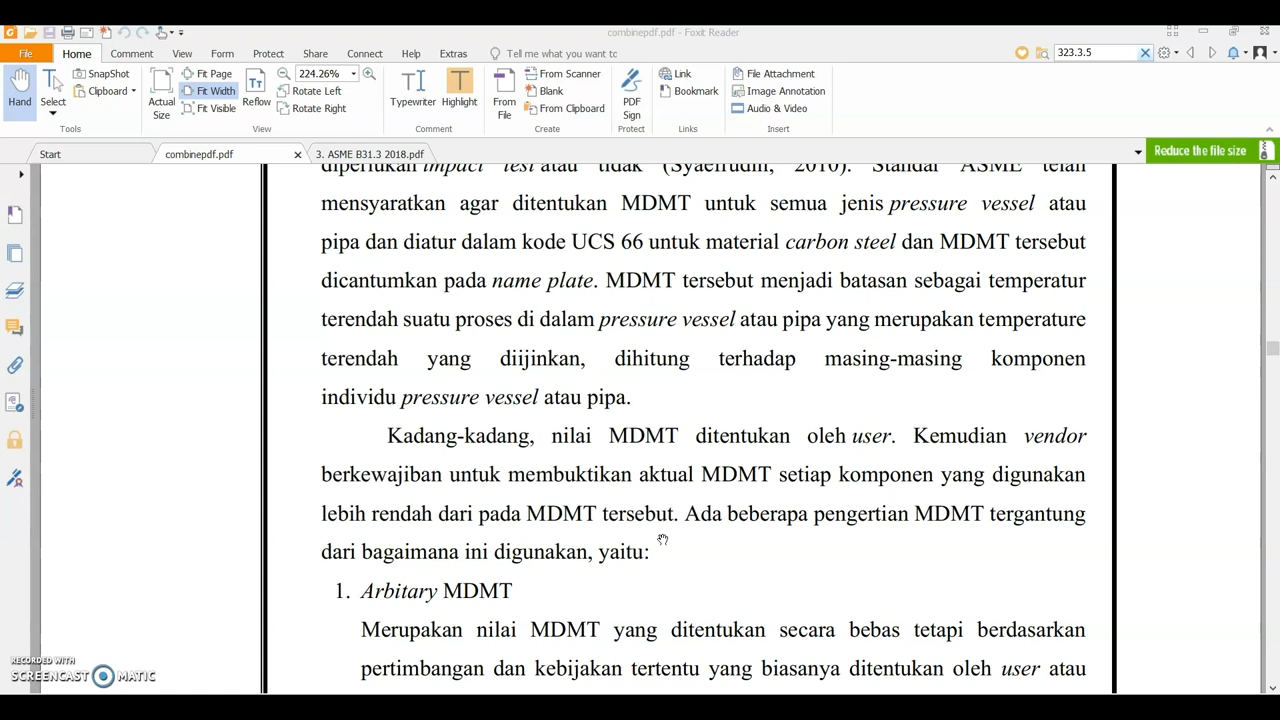 combinepdf.pdf - Foxit Reader
File Home Comment View Form Protect Share Connect Help Extras Tell me what you want to 323.3.5
Hand
Select
SnapShot
Clipboard
Tools
Actual Size
Fit Page
Fit Width
Fit Visible
Reflow
224.26%
Rotate Left
Rotate Right
View
Typewriter
Highlight
Comment
From File
From Scanner
Blank
From Clipboard
Create
PDF Sign
Protect
Link
Bookmark
Links
File Attachment
Image Annotation
Audio & Video
Insert
Start combinepdf.pdf 3. ASME B31.3 2018.pdf Reduce the file size
diperlukan impact test atau tidak (Syaefrudin, 2010). Standar ASME telah
mensyaratkan agar ditentukan MDMT untuk semua jenis pressure vessel atau
pipa dan diatur dalam kode UCS 66 untuk material carbon steel dan MDMT tersebut
dicantumkan pada name plate. MDMT tersebut menjadi batasan sebagai temperatur
terendah suatu proses di dalam pressure vessel atau pipa yang merupakan temperature
terendah yang diijinkan, dihitung terhadap masing-masing komponen
individu pressure vessel atau pipa.
Kadang-kadang, nilai MDMT ditentukan oleh user. Kemudian vendor
berkewajiban untuk membuktikan aktual MDMT setiap komponen yang digunakan
lebih rendah dari pada MDMT tersebut. Ada beberapa pengertian MDMT tergantung
dari bagaimana ini digunakan, yaitu:
1. Arbitary MDMT
Merupakan nilai MDMT yang ditentukan secara bebas tetapi berdasarkan
pertimbangan dan kebijakan tertentu yang biasanya ditentukan oleh user atau
RECORDED WITH
SCREENCAST MATIC